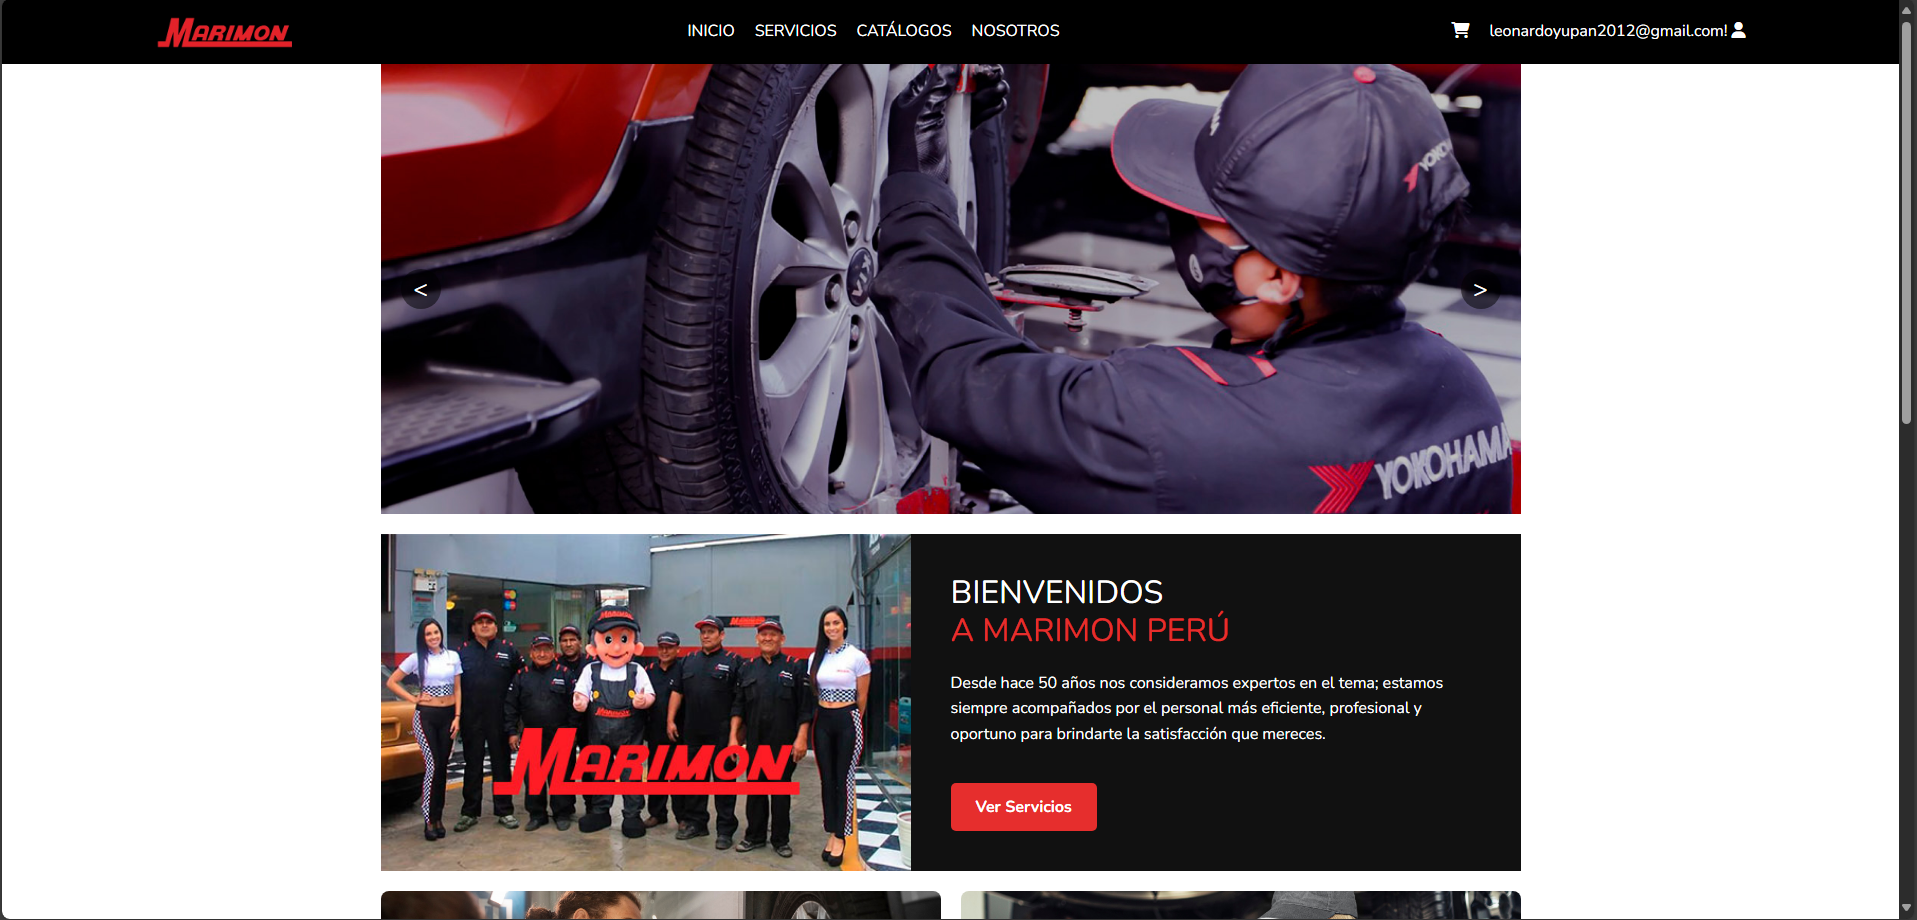 MARIMON
INICIO SERVICIOS CATÁLOGOS NOSOTROS
leonardoyupan2012@gmail.com!
YOKOHAMA
<
>
BIENVENIDOS
A MARIMON PERÚ
Desde hace 50 años nos consideramos expertos en el tema; estamos
siempre acompañados por el personal más eficiente, profesional y
oportuno para brindarte la satisfacción que mereces.
Ver Servicios
MARIMON